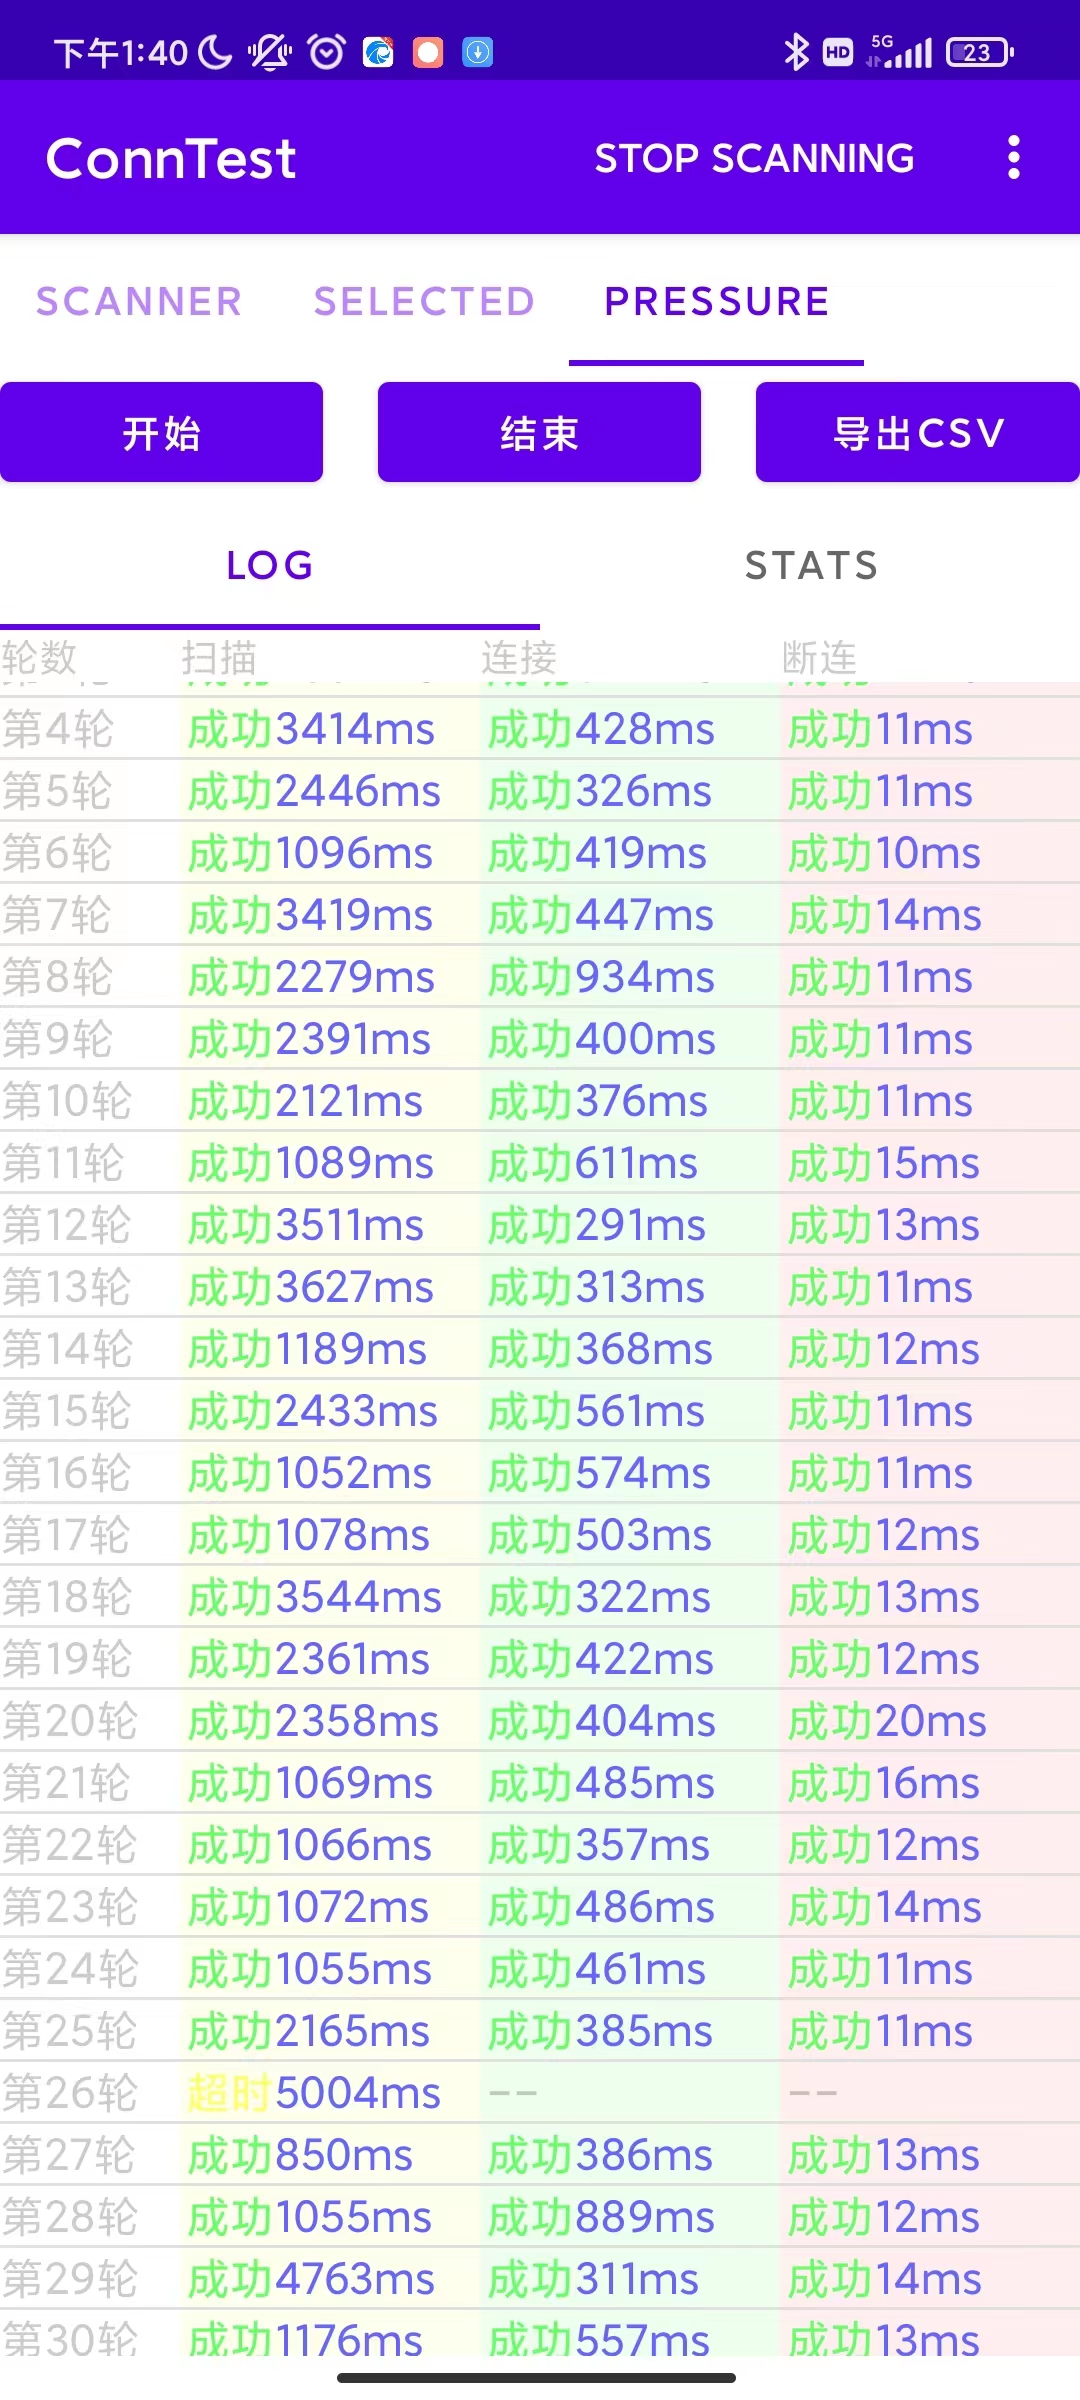 下午1:40 HD 5G 23
ConnTest STOP SCANNING
SCANNER SELECTED PRESSURE
开始 结束 导出CSV
LOG STATS
轮数 扫描 连接 断连
第4轮 成功3414ms 成功428ms 成功11ms
第5轮 成功2446ms 成功326ms 成功11ms
第6轮 成功1096ms 成功419ms 成功10ms
第7轮 成功3419ms 成功447ms 成功14ms
第8轮 成功2279ms 成功934ms 成功11ms
第9轮 成功2391ms 成功400ms 成功11ms
第10轮 成功2121ms 成功376ms 成功11ms
第11轮 成功1089ms 成功611ms 成功15ms
第12轮 成功3511ms 成功291ms 成功13ms
第13轮 成功3627ms 成功313ms 成功11ms
第14轮 成功1189ms 成功368ms 成功12ms
第15轮 成功2433ms 成功561ms 成功11ms
第16轮 成功1052ms 成功574ms 成功11ms
第17轮 成功1078ms 成功503ms 成功12ms
第18轮 成功3544ms 成功322ms 成功13ms
第19轮 成功2361ms 成功422ms 成功12ms
第20轮 成功2358ms 成功404ms 成功20ms
第21轮 成功1069ms 成功485ms 成功16ms
第22轮 成功1066ms 成功357ms 成功12ms
第23轮 成功1072ms 成功486ms 成功14ms
第24轮 成功1055ms 成功461ms 成功11ms
第25轮 成功2165ms 成功385ms 成功11ms
第26轮 超时5004ms -- --
第27轮 成功850ms 成功386ms 成功13ms
第28轮 成功1055ms 成功889ms 成功12ms
第29轮 成功4763ms 成功311ms 成功14ms
第30轮 成功1176ms 成功557ms 成功13ms